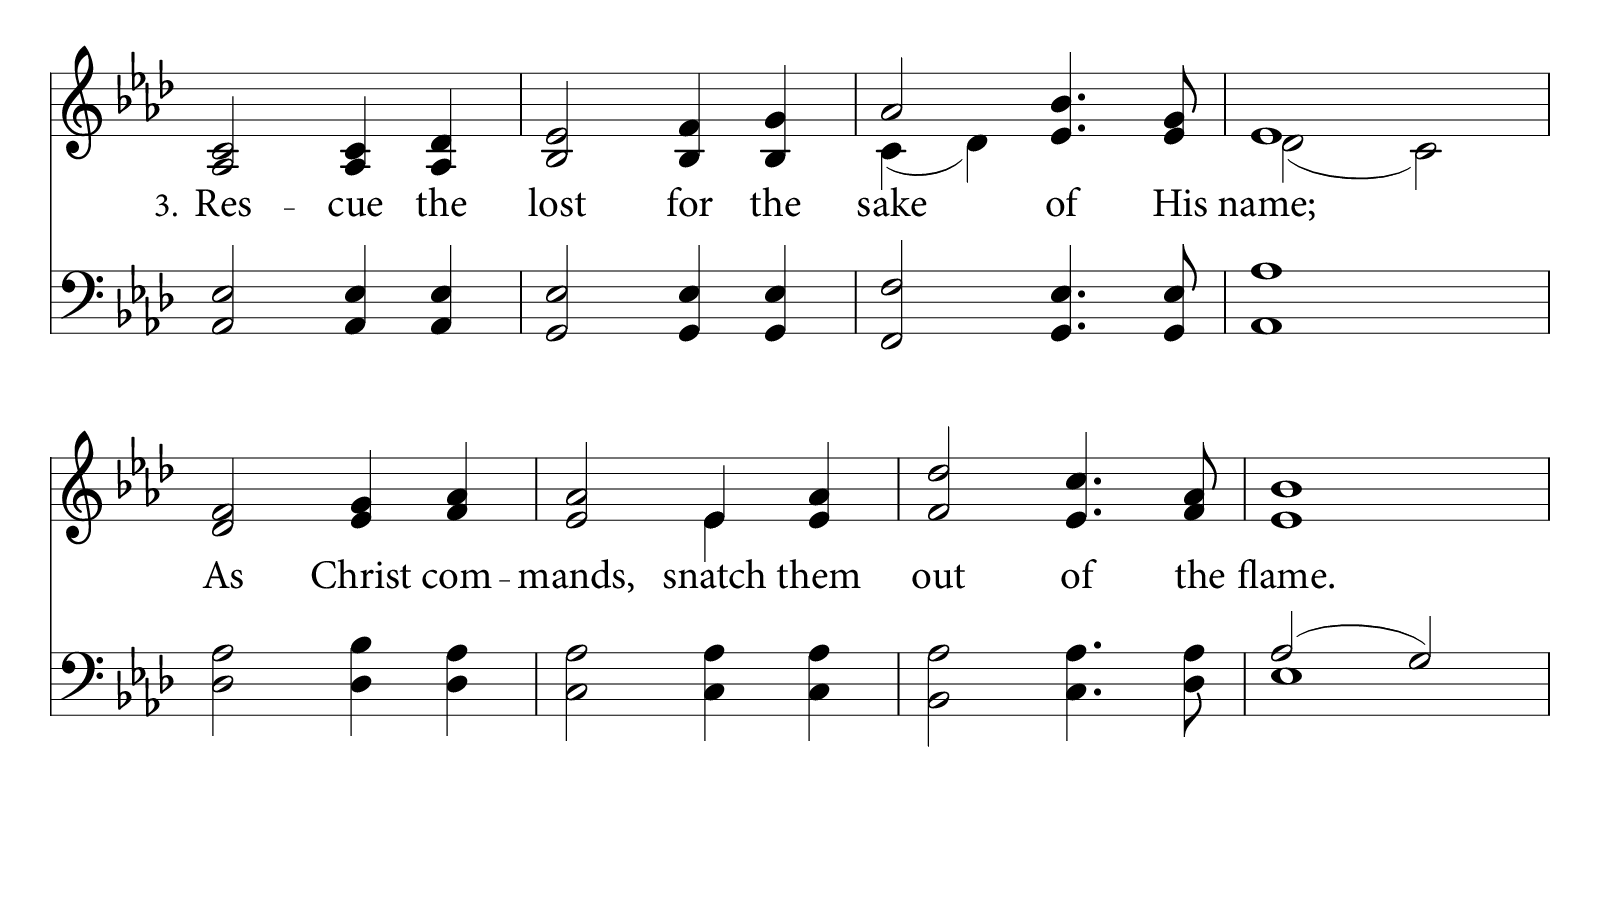 3. Res - cue the lost for the sake of His name;
As Christ com - mands, snatch them out of the flame.